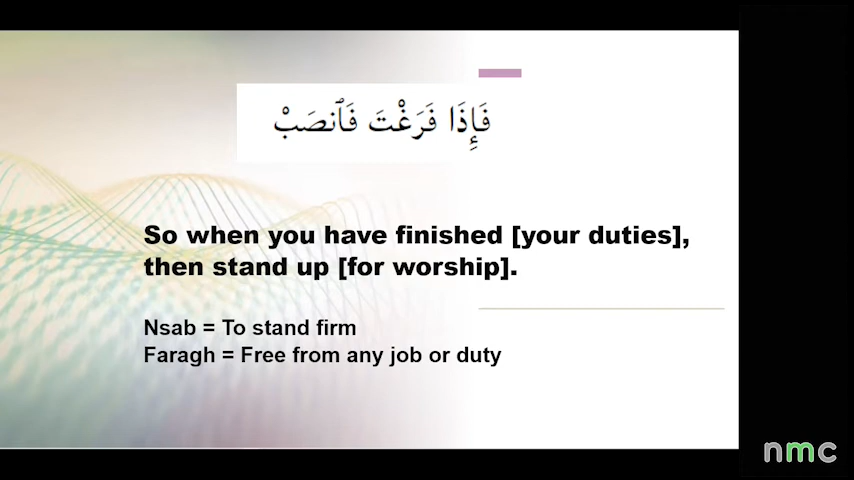 فَإِذَا فَرَغْتَ فَٱنصَبْ
So when you have finished [your duties],
then stand up [for worship].
Nsab = To stand firm
Faragh = Free from any job or duty
nmc